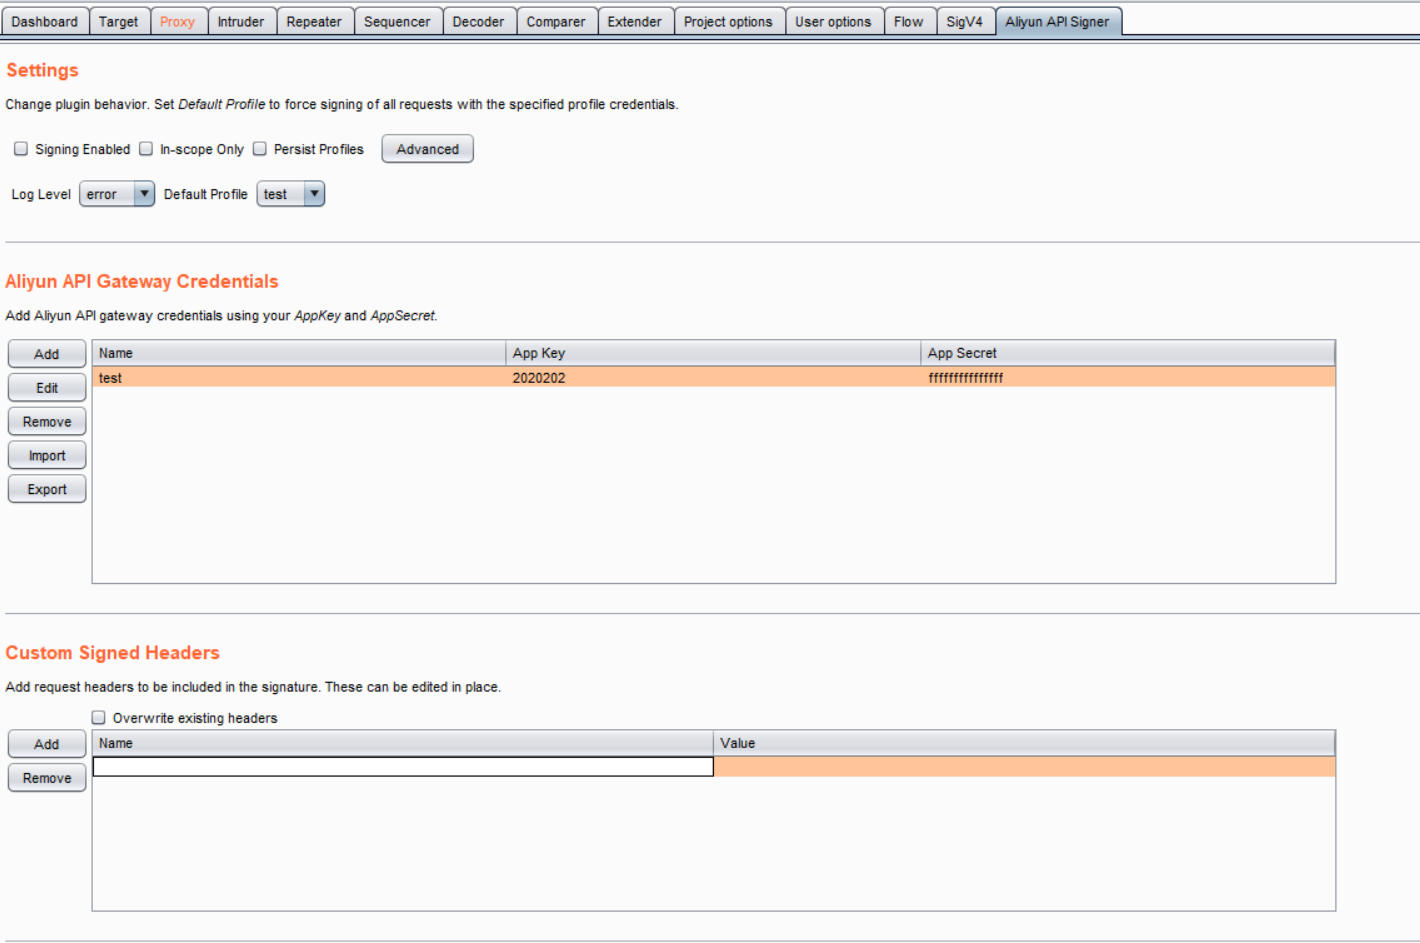 Dashboard Target Proxy Intruder Repeater Sequencer Decoder Comparer Extender Project options User options Flow SigV4 Aliyun API Signer
Settings
Change plugin behavior. Set Default Profile to force signing of all requests with the specified profile credentials.
Signing Enabled In-scope Only Persist Profiles Advanced
Log Level error Default Profile test
Aliyun API Gateway Credentials
Add Aliyun API gateway credentials using your AppKey and AppSecret.
Add Name App Key App Secret
test 2020202 fffffffffffffff
Edit
Remove
Import
Export
Custom Signed Headers
Add request headers to be included in the signature. These can be edited in place.
Overwrite existing headers
Add Name Value
Remove